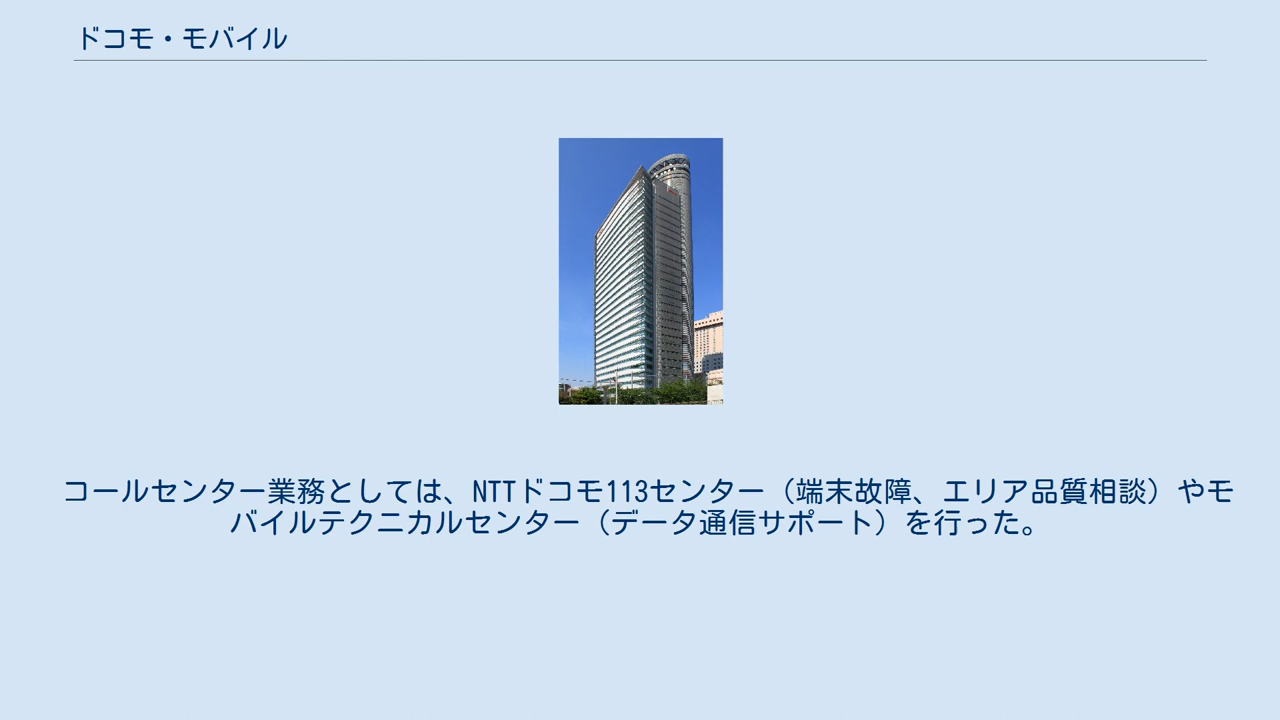 ドコモ・モバイル
コールセンター業務としては、NTTドコモ113センター（端末故障、エリア品質相談）やモ
バイルテクニカルセンター（データ通信サポート）を行った。